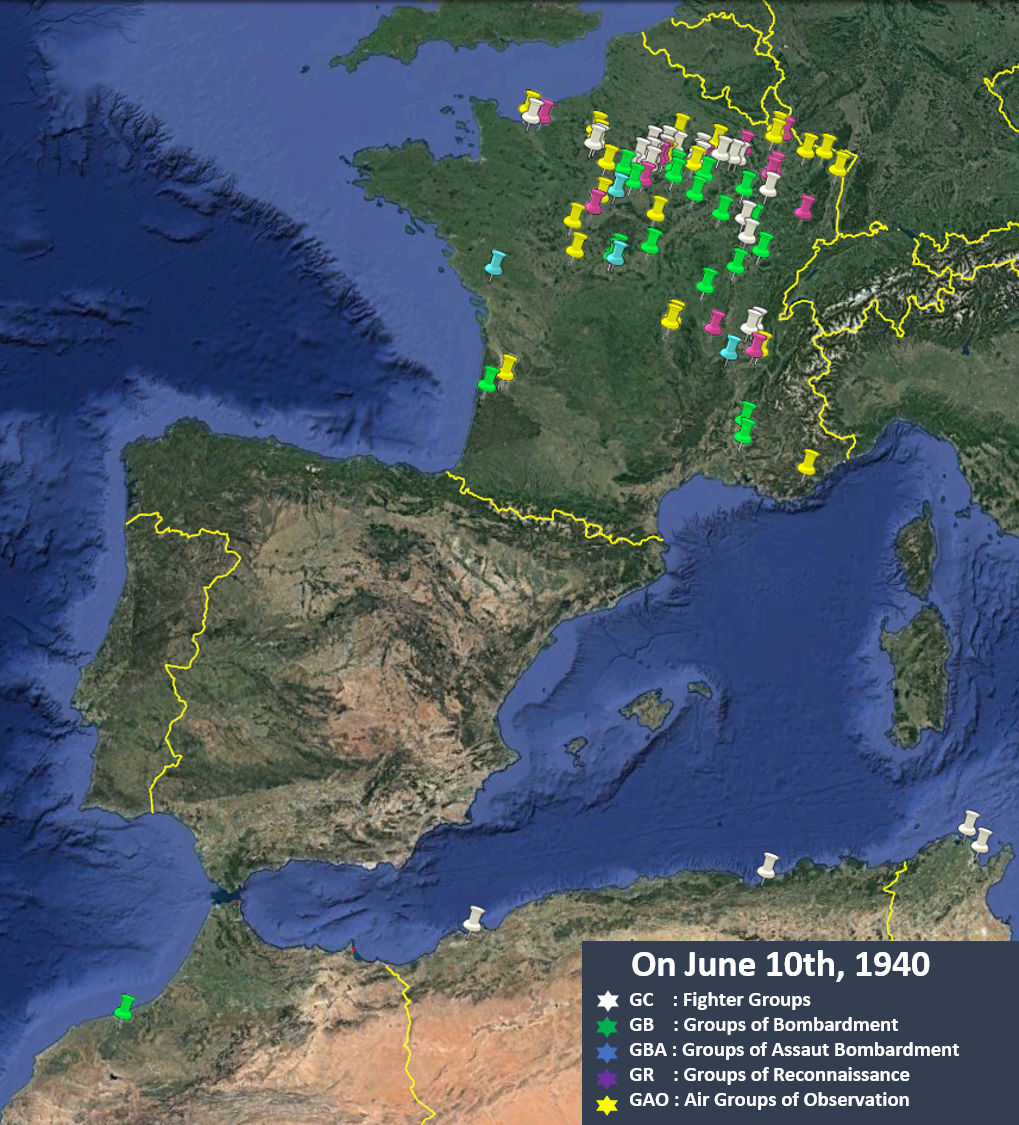 On June 10th, 1940
GC : Fighter Groups
GB : Groups of Bombardment
GBA : Groups of Assaut Bombardment
GR : Groups of Reconnaissance
GAO : Air Groups of Observation